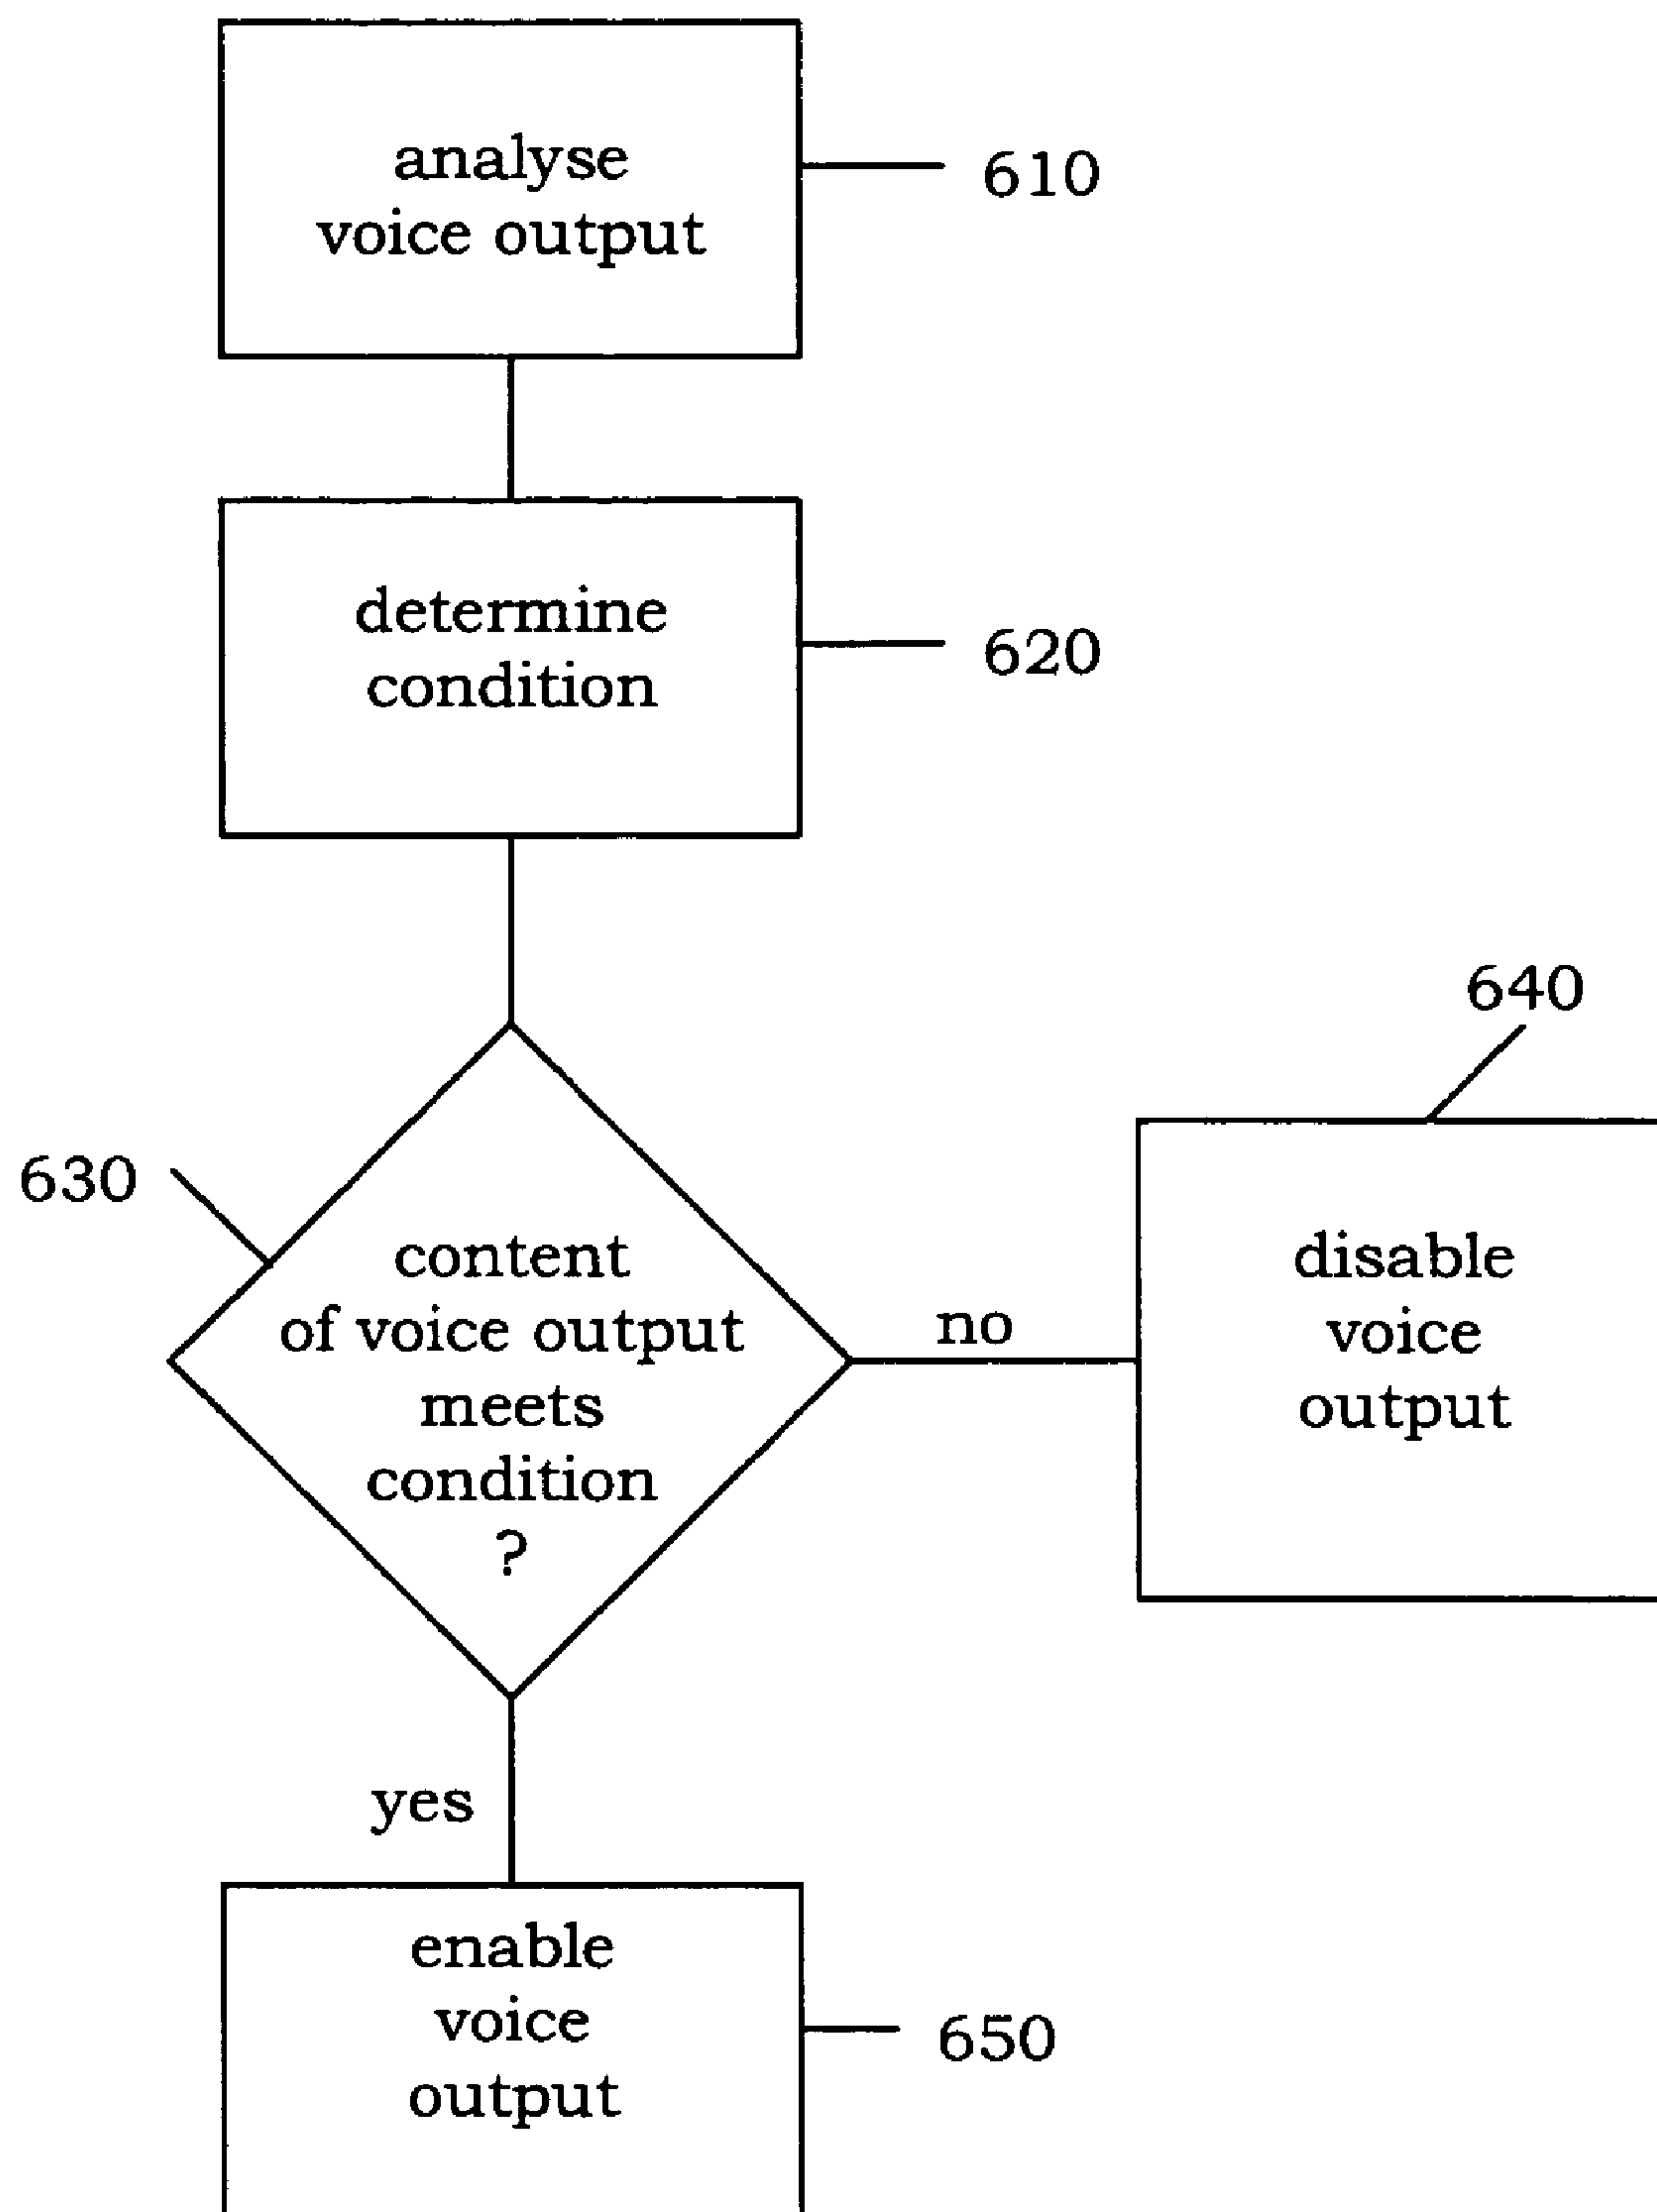 analyse
voice output
610
determine
condition
620
640
630
content
of voice output
meets
condition
?
no
disable
voice
output
yes
enable
voice
output
650